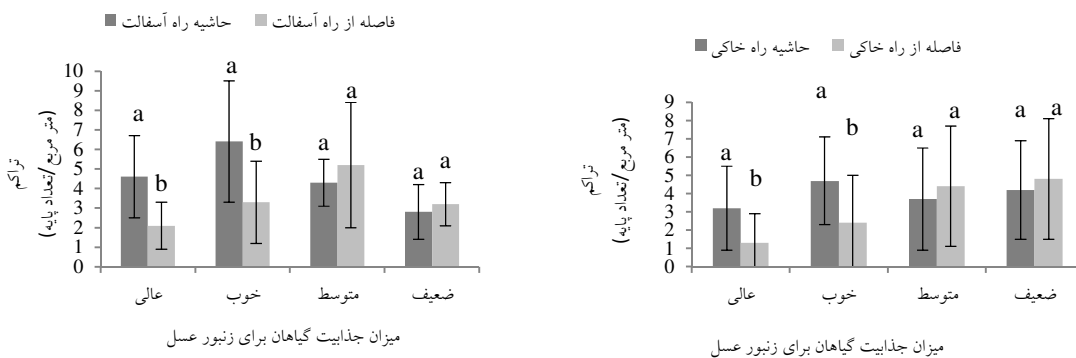 حاشیه راه آسفالت فاصله از راه آسفالت
10
9
8
7
6
5
4
3
2
1
0
تراکم
(متر مربع/تعداد پایه)
a b a b a a a a
عالی خوب متوسط ضعیف
میزان جذابیت گیاهان برای زنبور عسل
حاشیه راه خاکی فاصله از راه خاکی
9
8
7
6
5
4
3
2
1
0
تراکم
(متر مربع/تعداد پایه)
a b a b a a a a
عالی خوب متوسط ضعیف
میزان جذابیت گیاهان برای زنبور عسل